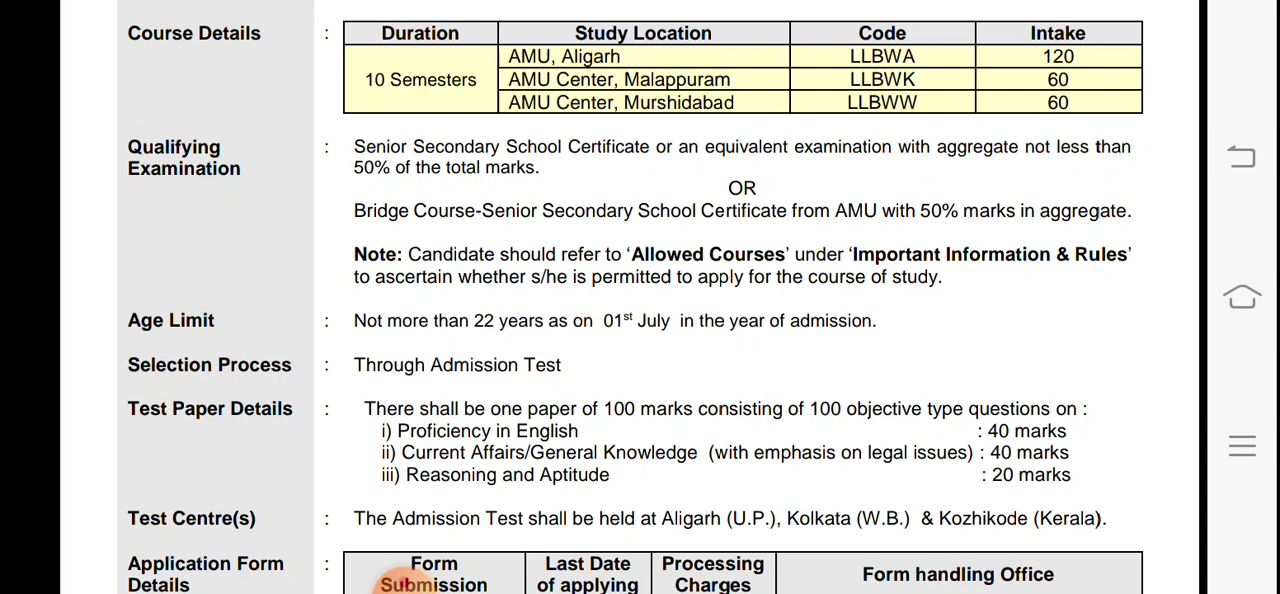 Course Details : Duration Study Location Code Intake
10 Semesters AMU, Aligarh LLBWA 120
AMU Center, Malappuram LLBWK 60
AMU Center, Murshidabad LLBWW 60
Qualifying Examination : Senior Secondary School Certificate or an equivalent examination with aggregate not less than
50% of the total marks.
OR
Bridge Course-Senior Secondary School Certificate from AMU with 50% marks in aggregate.
Note: Candidate should refer to ‘Allowed Courses’ under ‘Important Information & Rules’
to ascertain whether s/he is permitted to apply for the course of study.
Age Limit : Not more than 22 years as on 01st July in the year of admission.
Selection Process : Through Admission Test
Test Paper Details : There shall be one paper of 100 marks consisting of 100 objective type questions on :
i) Proficiency in English : 40 marks
ii) Current Affairs/General Knowledge (with emphasis on legal issues) : 40 marks
iii) Reasoning and Aptitude : 20 marks
Test Centre(s) : The Admission Test shall be held at Aligarh (U.P.), Kolkata (W.B.) & Kozhikode (Kerala).
Application Form Details : Form Submission Last Date of applying Processing Charges Form handling Office